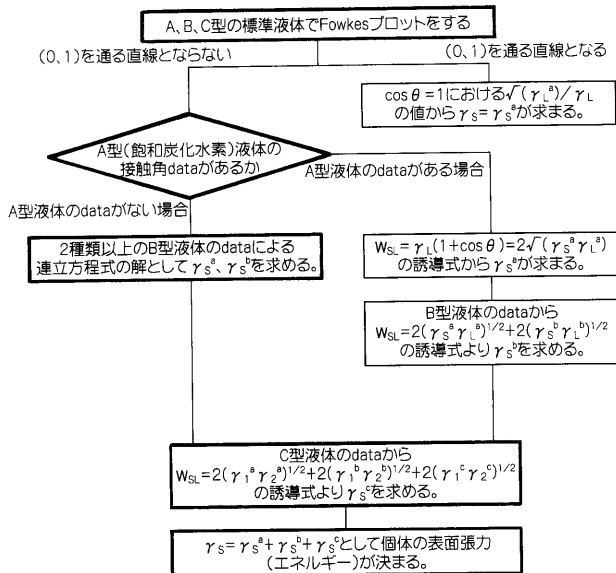 A、B、C型の標準液体でFowkesプロットをする
(0、1)を通る直線とならない
(0、1)を通る直線となる
cosθ=1における√(γLᵃ)/γL
の値からγS=γSᵃが求まる。
A型(飽和炭化水素)液体の
接触角dataがあるか
A型液体のdataがある場合
A型液体のdataがない場合
2種類以上のB型液体のdataによる
連立方程式の解としてγSᵃ、γSᵇを求める。
WSL=γL(1+cosθ)=2√(γSᵃγLᵃ)
の誘導式からγSᵃが求まる。
B型液体のdataから
WSL=2(γSᵃγLᵃ)^1/2+2(γSᵇγLᵇ)^1/2
の誘導式よりγSᵇを求める。
C型液体のdataから
WSL=2(γ1ᵃγ2ᵃ)^1/2+2(γ1ᵇγ2ᵇ)^1/2+2(γ1ᶜγ2ᶜ)^1/2
の誘導式よりγSᶜを求める。
γS=γSᵃ+γSᵇ+γSᶜとして個体の表面張力
(エネルギー)が決まる。